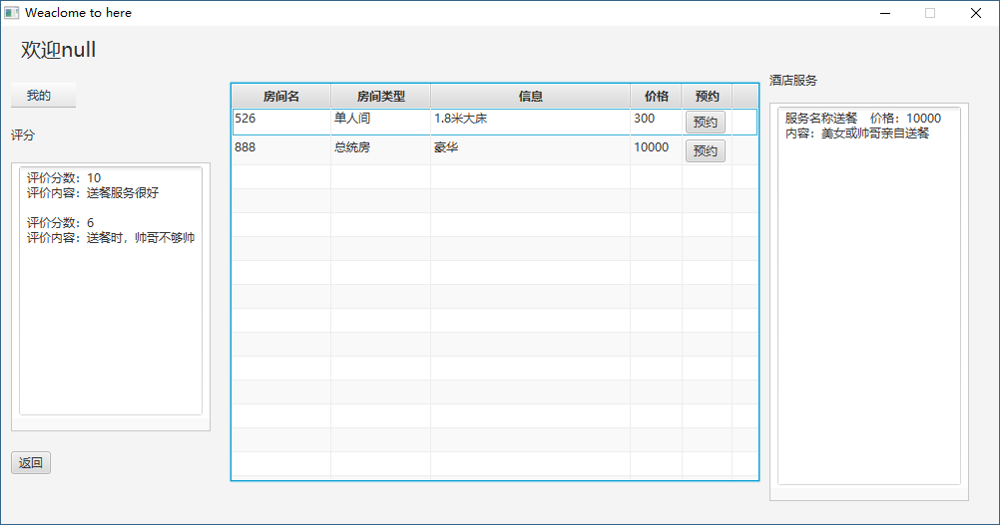 Weaclome to here
欢迎null
我的
评分
评价分数：10
评价内容：送餐服务很好
评价分数：6
评价内容：送餐时，帅哥不够帅
返回
房间名 房间类型 信息 价格 预约
526 单人间 1.8米大床 300 预约
888 总统房 豪华 10000 预约
酒店服务
服务名称送餐 价格：10000
内容：美女或帅哥亲自送餐